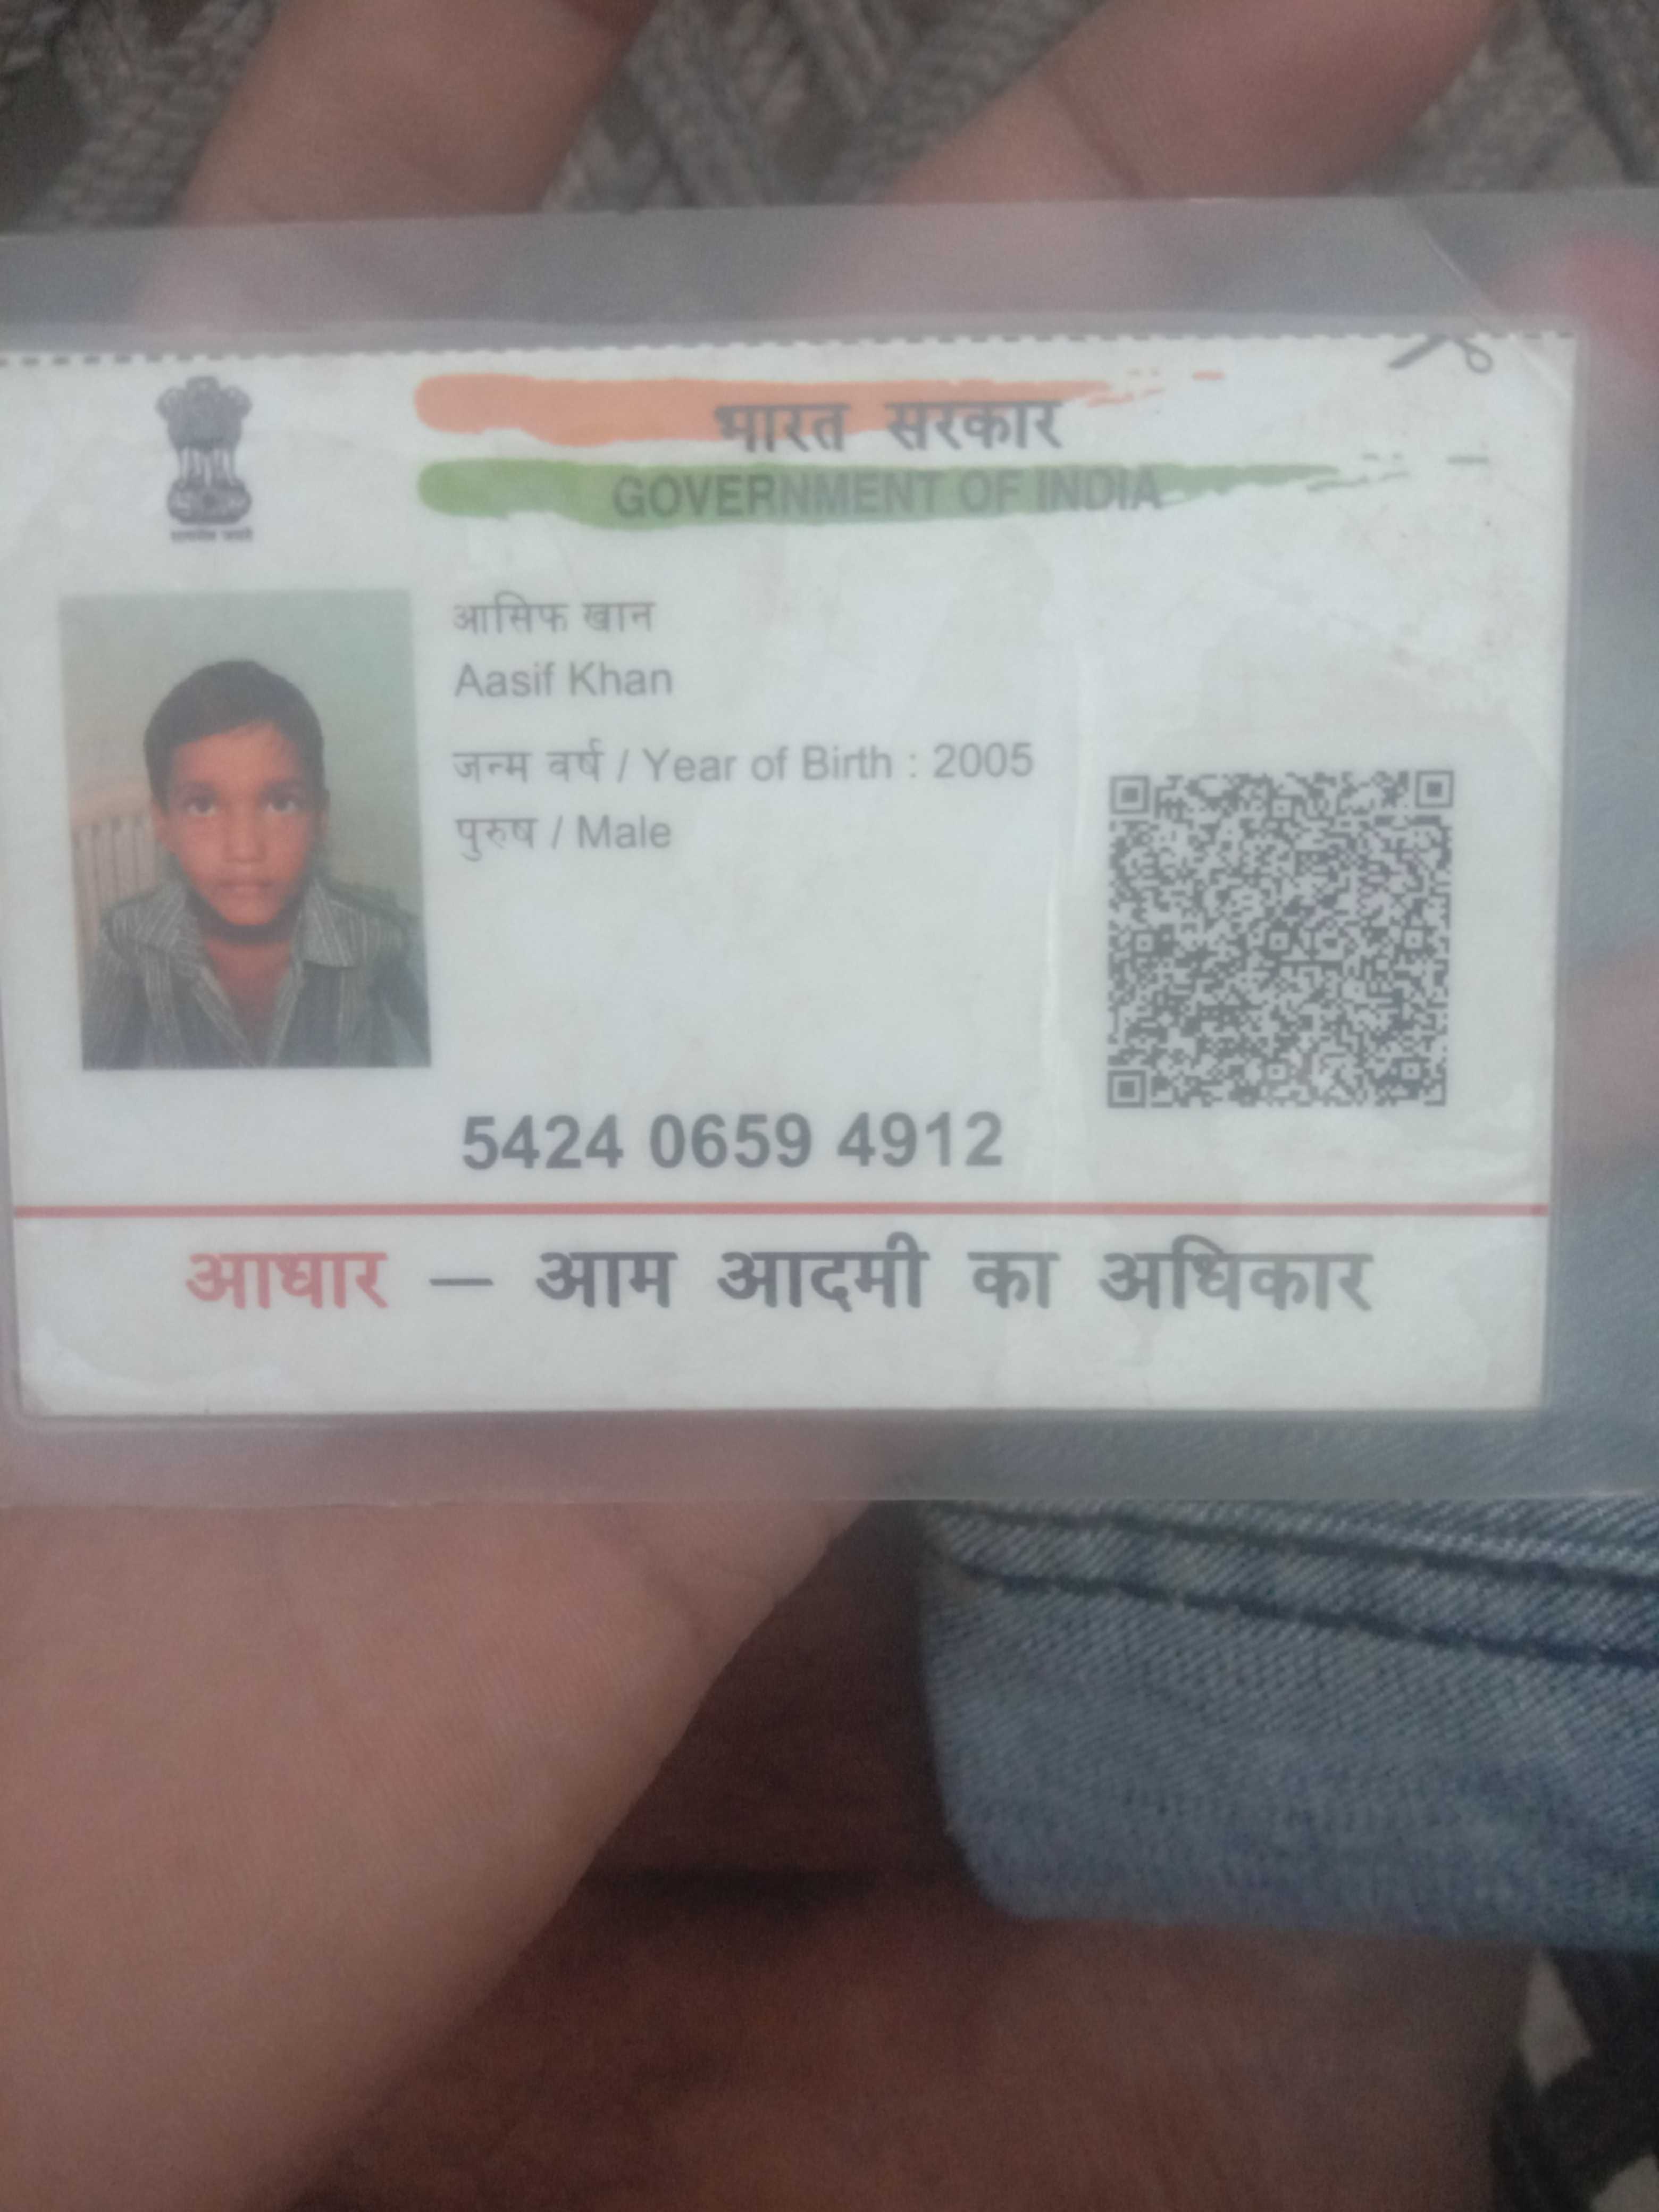 भारत सरकार
GOVERNMENT OF INDIA
सत्यमेव जयते
आसिफ खान
Aasif Khan
जन्म वर्ष / Year of Birth : 2005
पुरुष / Male
5424 0659 4912
आधार — आम आदमी का अधिकार